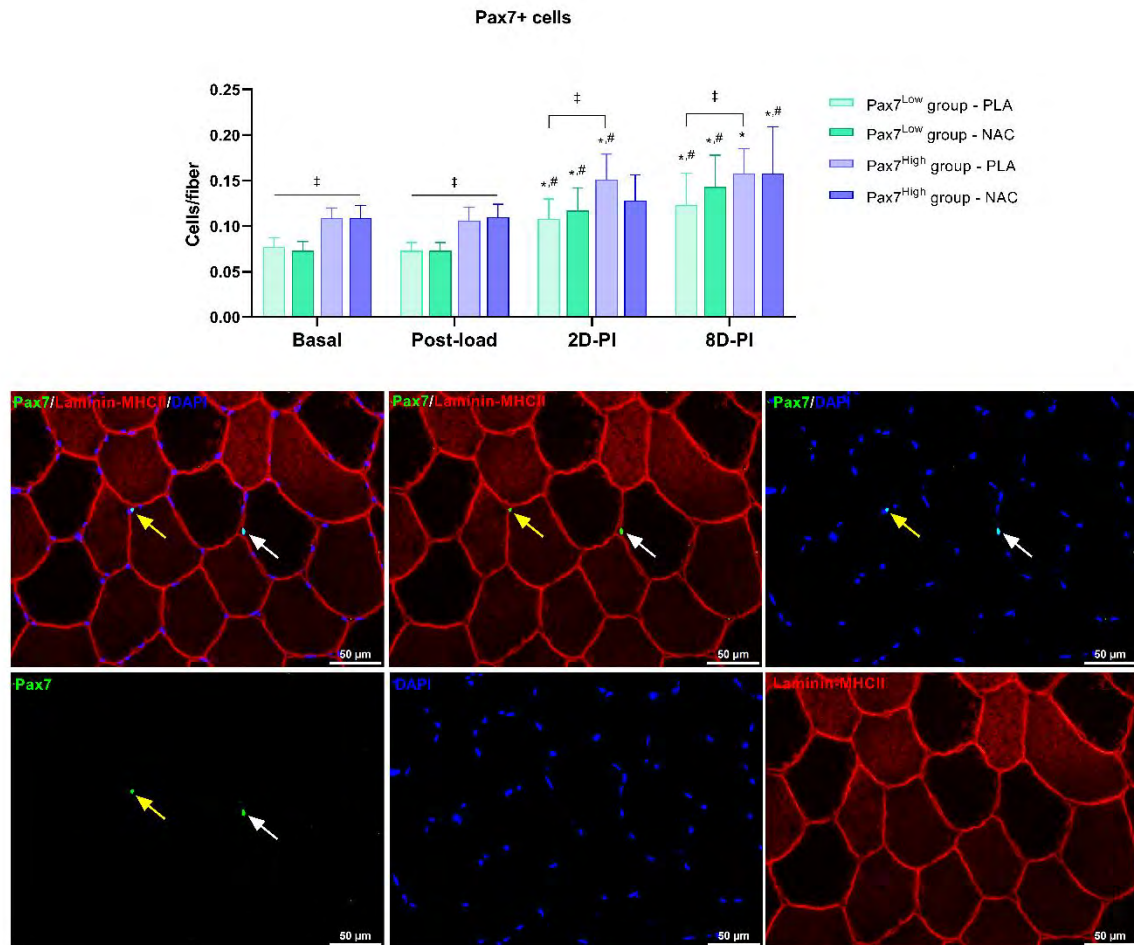 Pax7+ cells
Cells/fiber
0.25
0.20
0.15
0.10
0.05
0.00
‡
‡
‡
‡
*,#
*,#
*,#
*,#
*,#
*
*,#
Basal
Post-load
2D-PI
8D-PI
Pax7Low group - PLA
Pax7Low group - NAC
Pax7High group - PLA
Pax7High group - NAC
Pax7/Laminin-MHCII/DAPI
50 µm
Pax7/Laminin-MHCII
50 µm
Pax7/DAPI
50 µm
Pax7
50 µm
DAPI
50 µm
Laminin-MHCII
50 µm